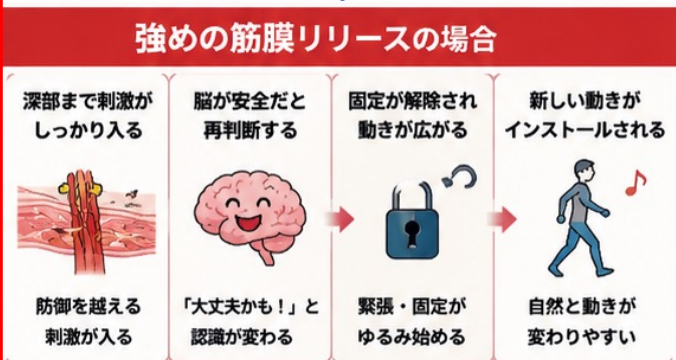 強めの筋膜リリースの場合
深部まで刺激が
しっかり入る
防御を越える
刺激が入る
脳が安全だと
再判断する
「大丈夫かも！」と
認識が変わる
固定が解除され
動きが広がる
緊張・固定が
ゆるみ始める
新しい動きが
インストールされる
自然と動きが
変わりやすい